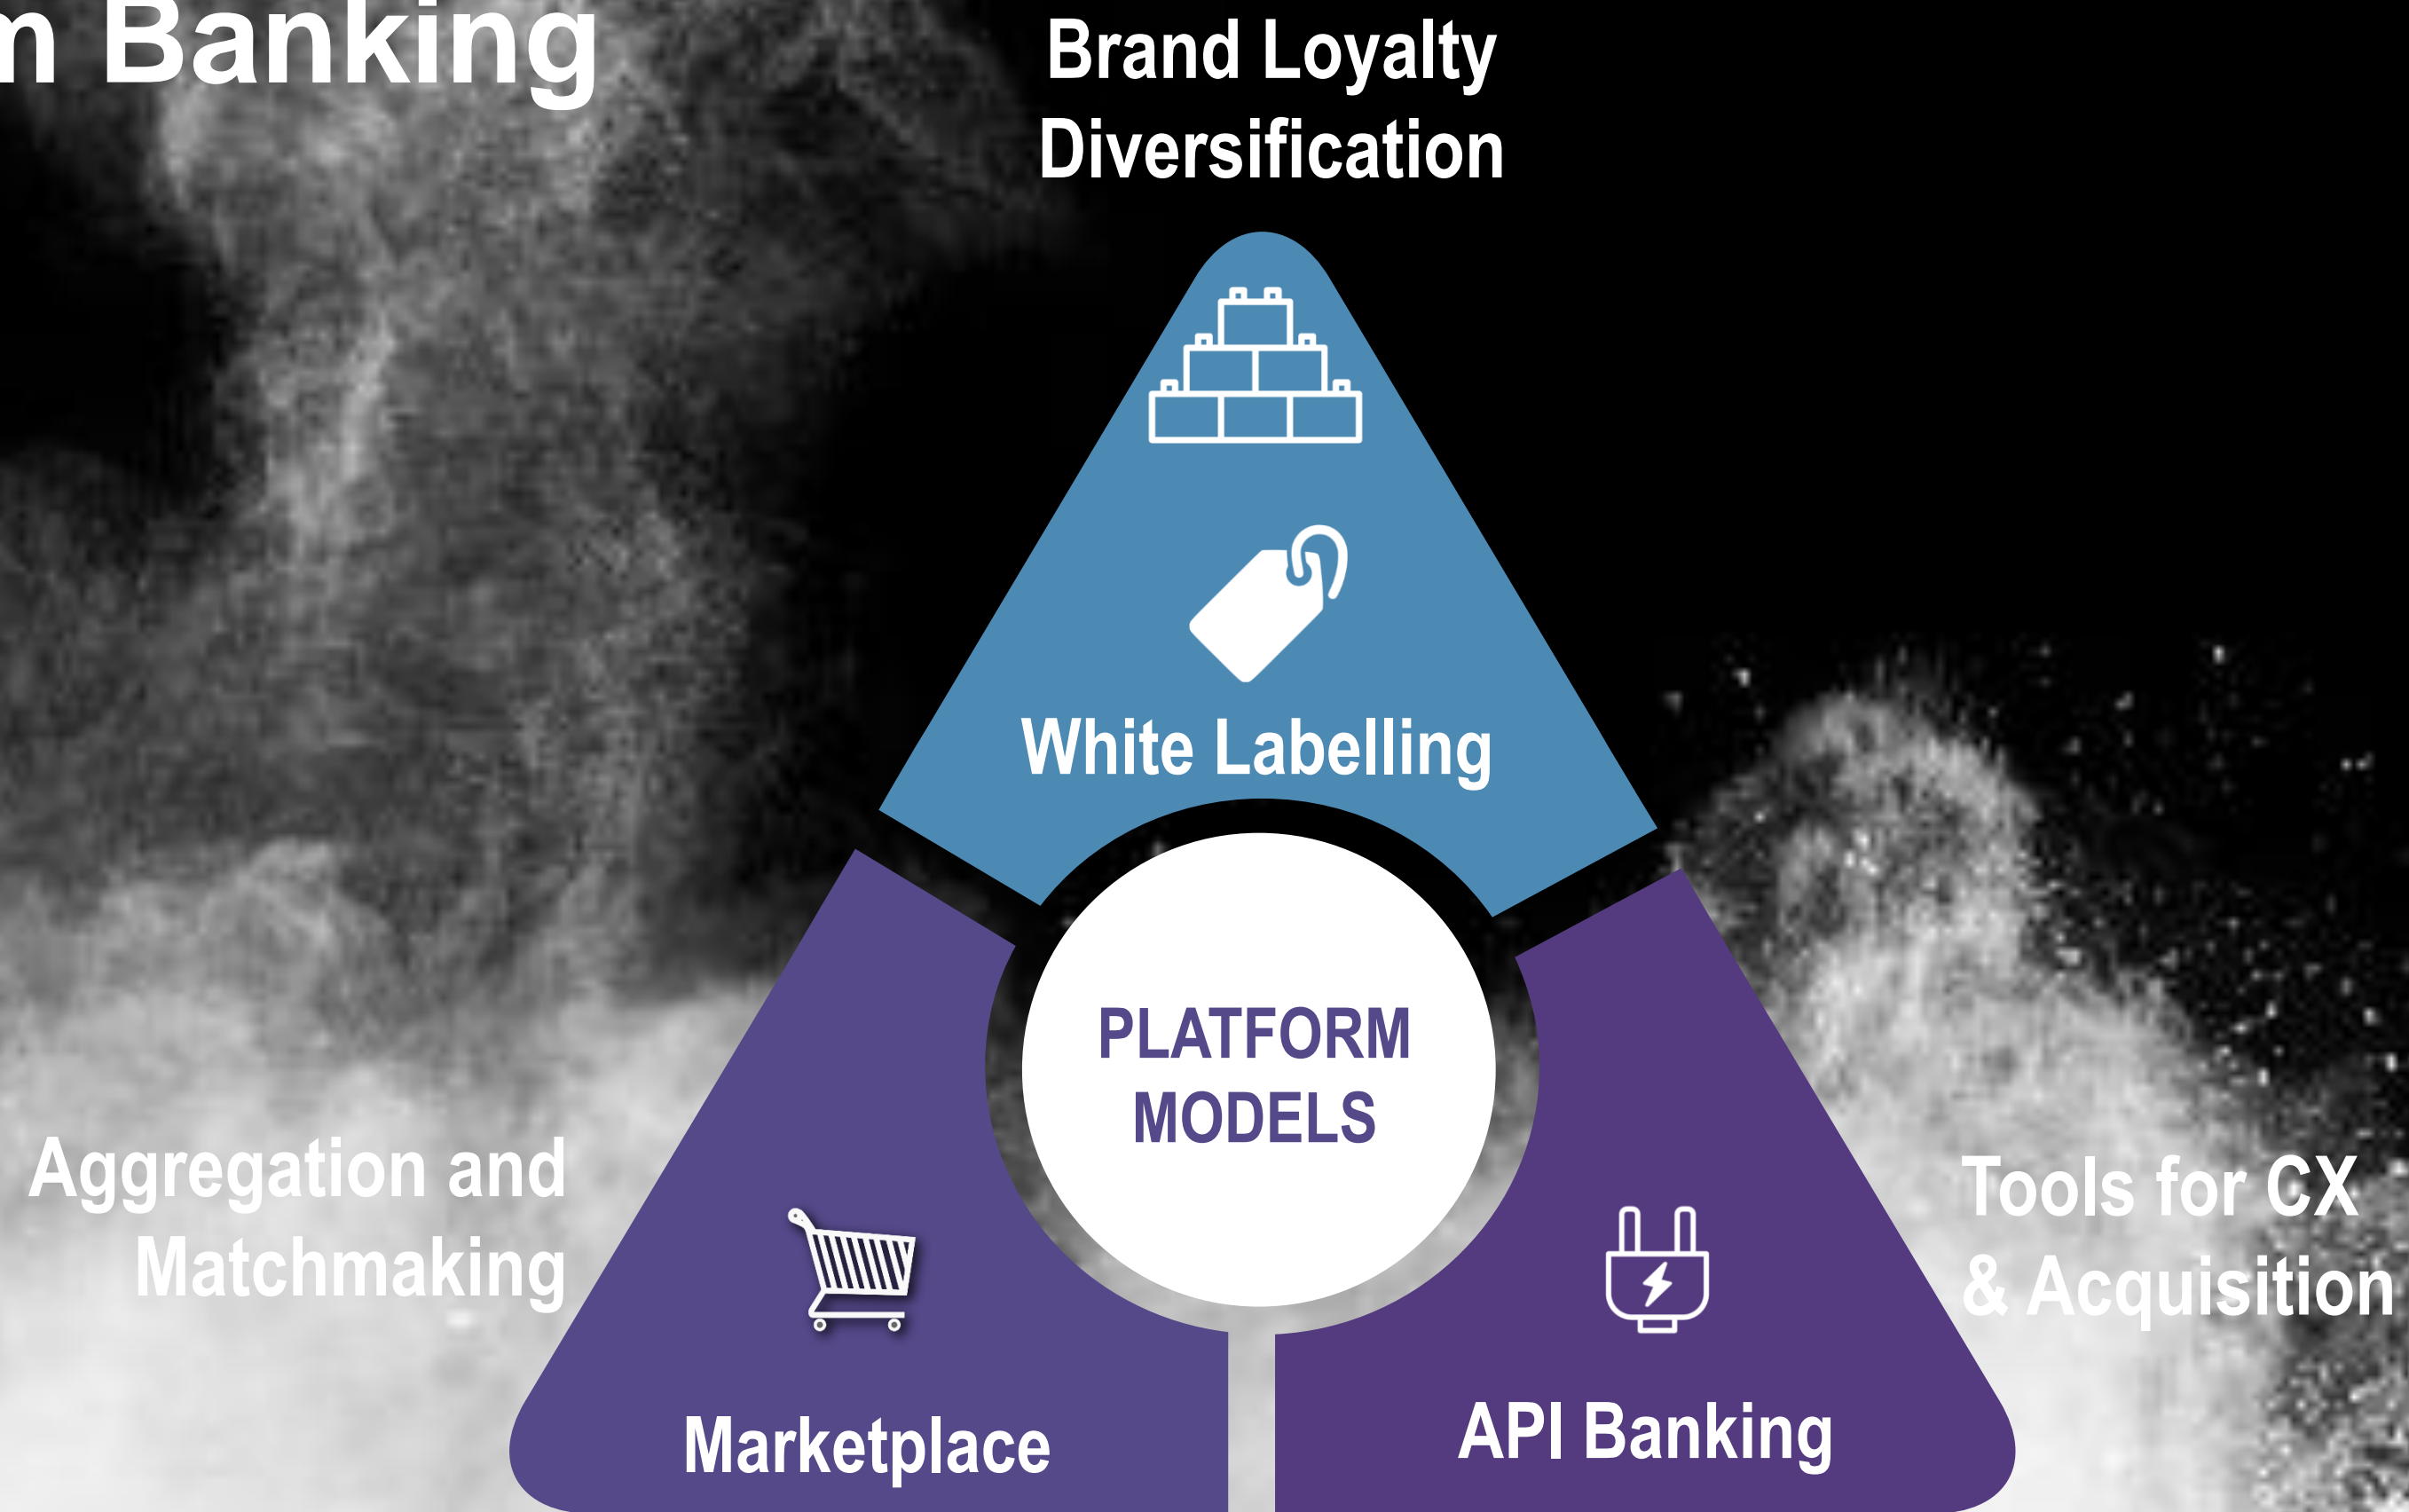 n Banking
Brand Loyalty
Diversification
White Labelling
PLATFORM
MODELS
Aggregation and
Matchmaking
Tools for CX
& Acquisition
Marketplace
API Banking